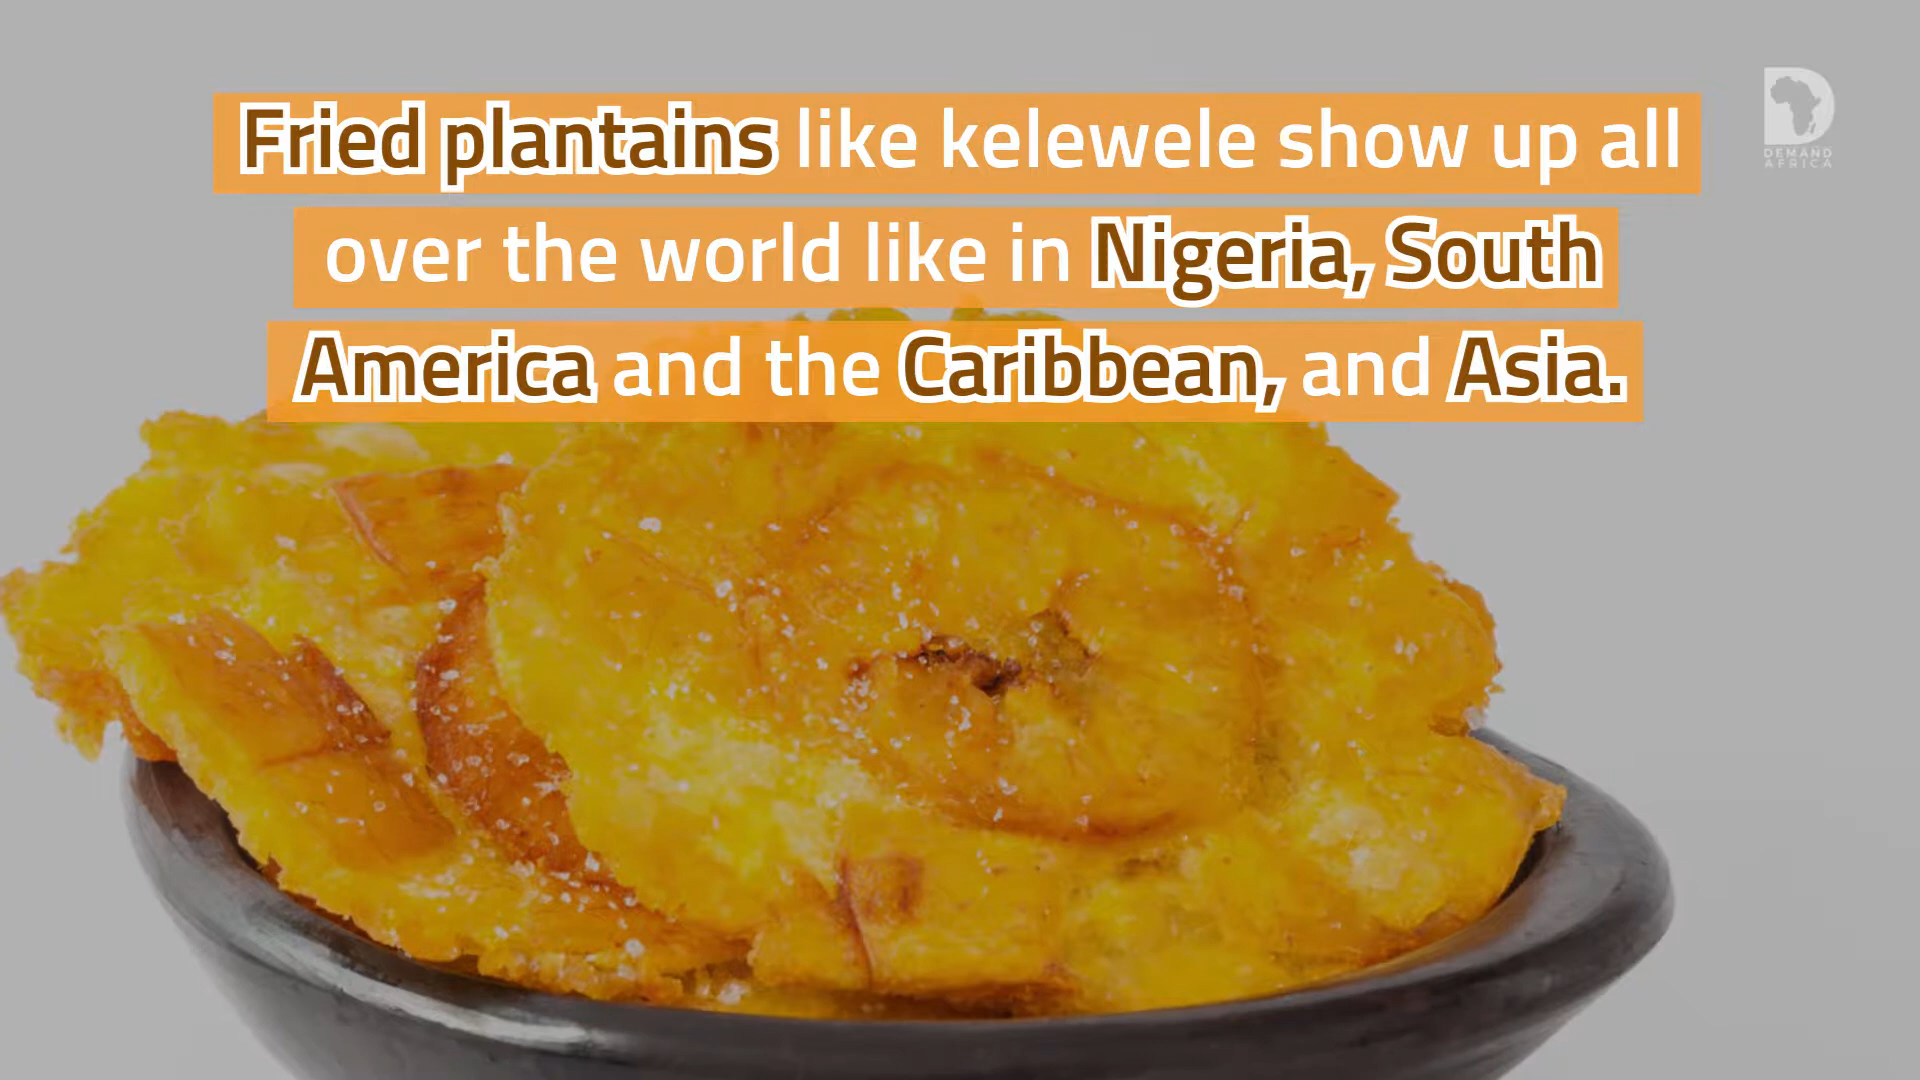 Fried plantains like kelewele show up all
over the world like in Nigeria, South
America and the Caribbean, and Asia.
DEMAND
AFRICA